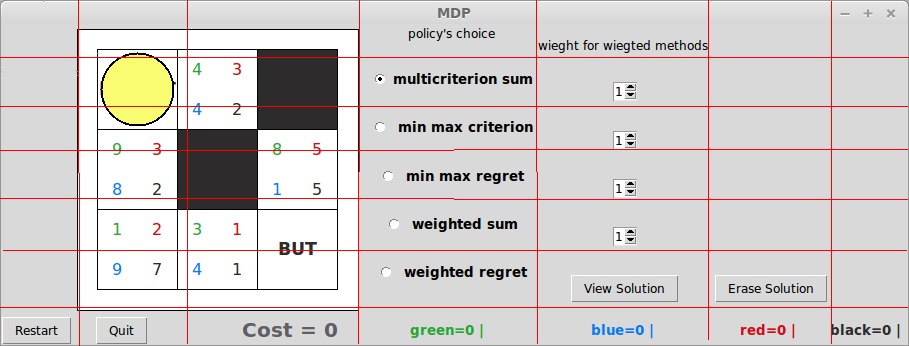 MDP
policy's choice
wieght for wiegted methods
4 3
multicriterion sum
4 2
1
min max criterion
1
9 3 8 5
min max regret
8 2 1 5
1
1 2 3 1
weighted sum
1
BUT
9 7 4 1
weighted regret
View Solution
Erase Solution
Restart
Quit
Cost = 0
green=0 |
blue=0 |
red=0 |
black=0 |